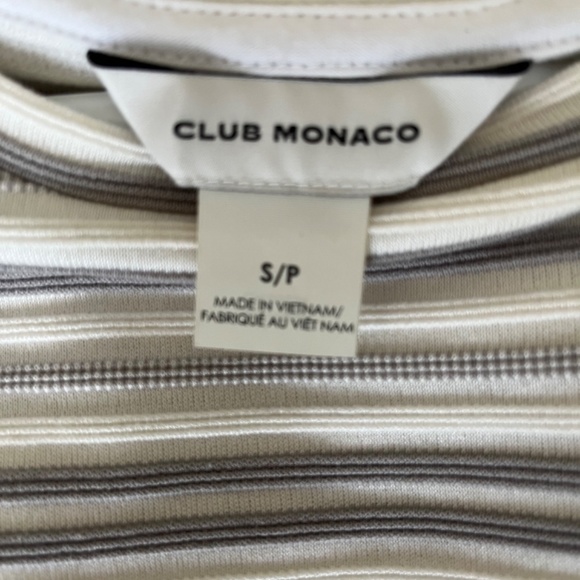 CLUB MONACO
S/P
MADE IN VIETNAM/
FABRIQUÉ AU VIÊT NAM